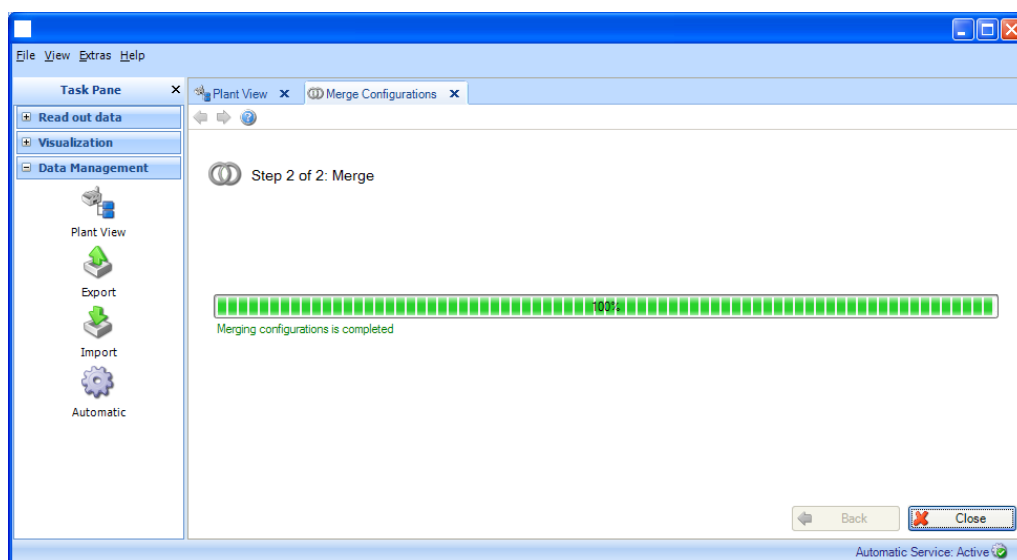 File View Extras Help
Task Pane
Plant View
Merge Configurations
Read out data
Visualization
Data Management
Step 2 of 2: Merge
Plant View
Export
Import
Automatic
100%
Merging configurations is completed
Back
Close
Automatic Service: Active